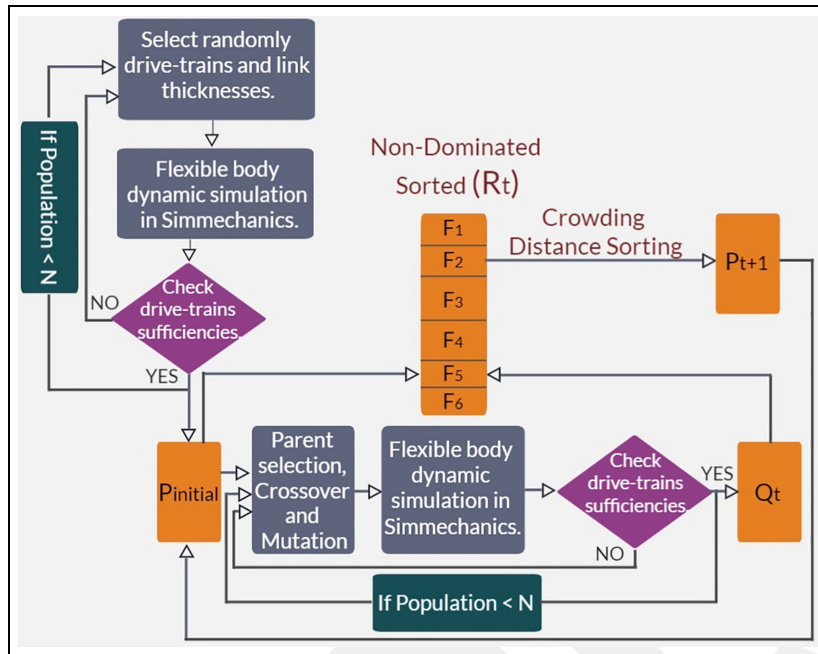 Select randomly
drive-trains and link
thicknesses.
If Population < N
Flexible body
dynamic simulation
in Simmechanics.
Check
drive-trains
sufficiencies.
NO
YES
Non-Dominated
Sorted (Rt)
F1
F2
F3
F4
F5
F6
Crowding
Distance Sorting
Pt+1
Pinitial
Parent
selection,
Crossover
and
Mutation
Flexible body
dynamic
simulation in
Simmechanics.
Check
drive-trains
sufficiencies.
YES
NO
Qt
If Population < N